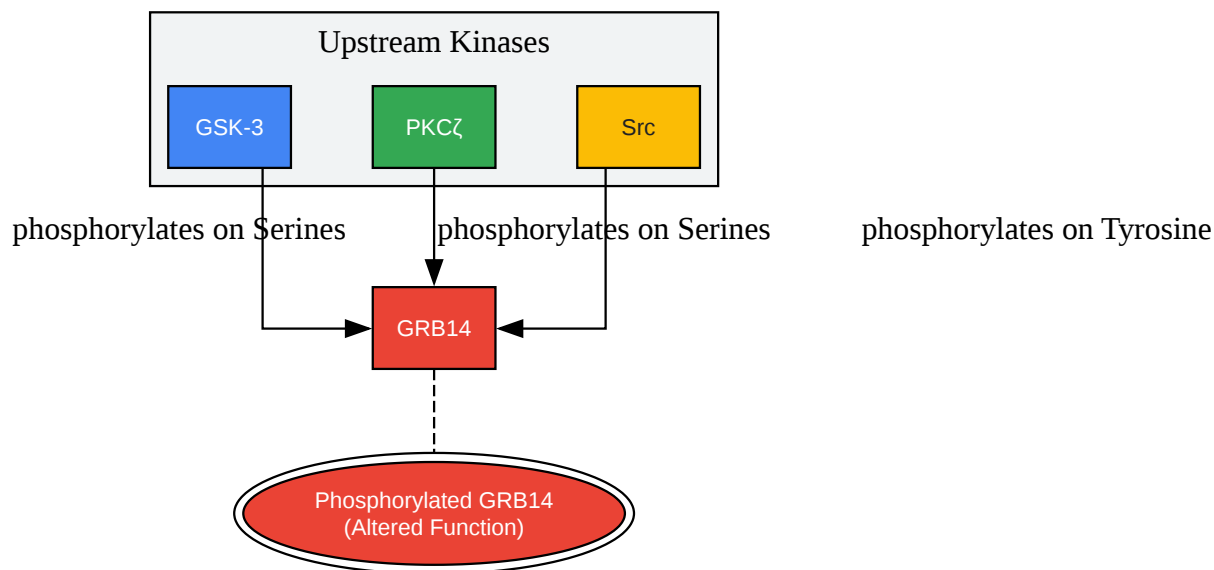 Upstream Kinases
GSK-3
PKCζ
Src
phosphorylates on Serines
phosphorylates on Serines
phosphorylates on Tyrosine
GRB14
Phosphorylated GRB14
(Altered Function)